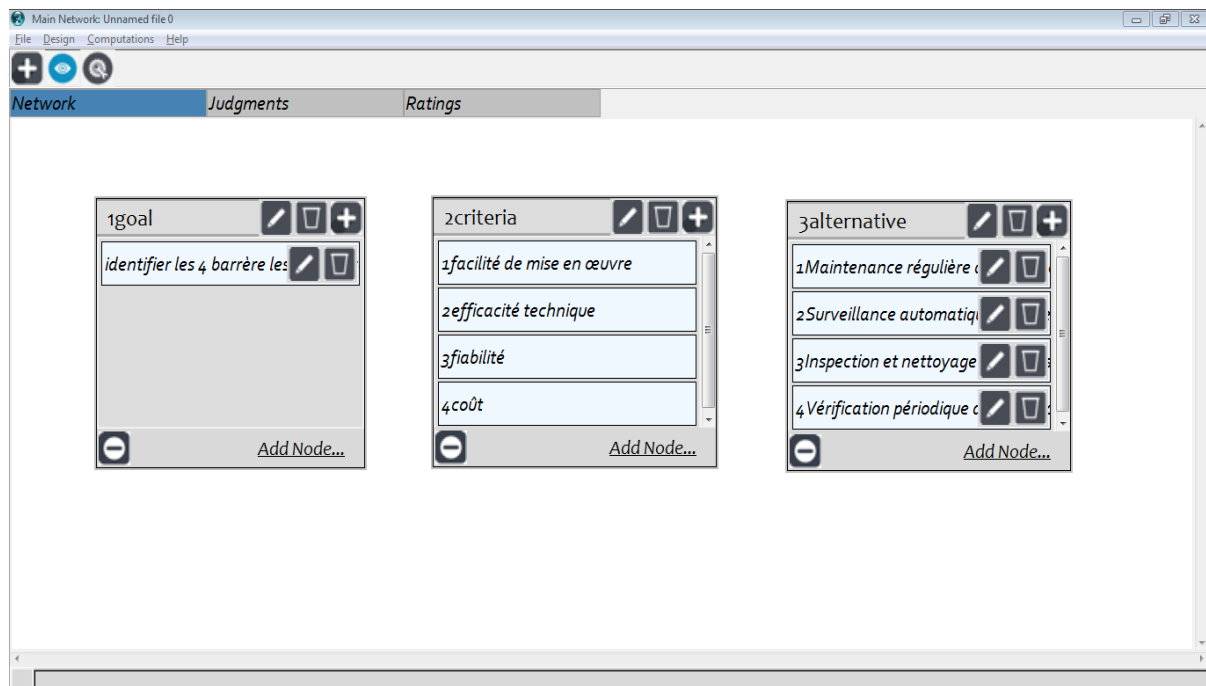 Main Network: Unnamed file 0
File Design Computations Help
Network Judgments Ratings
1goal
identifier les 4 barrère les
Add Node...
2criteria
1facilité de mise en œuvre
2efficacité technique
3fiabilité
4coût
Add Node...
3alternative
1Maintenance régulière
2Surveillance
3Inspection et nettoyage
4Vérification périodique
Add Node...